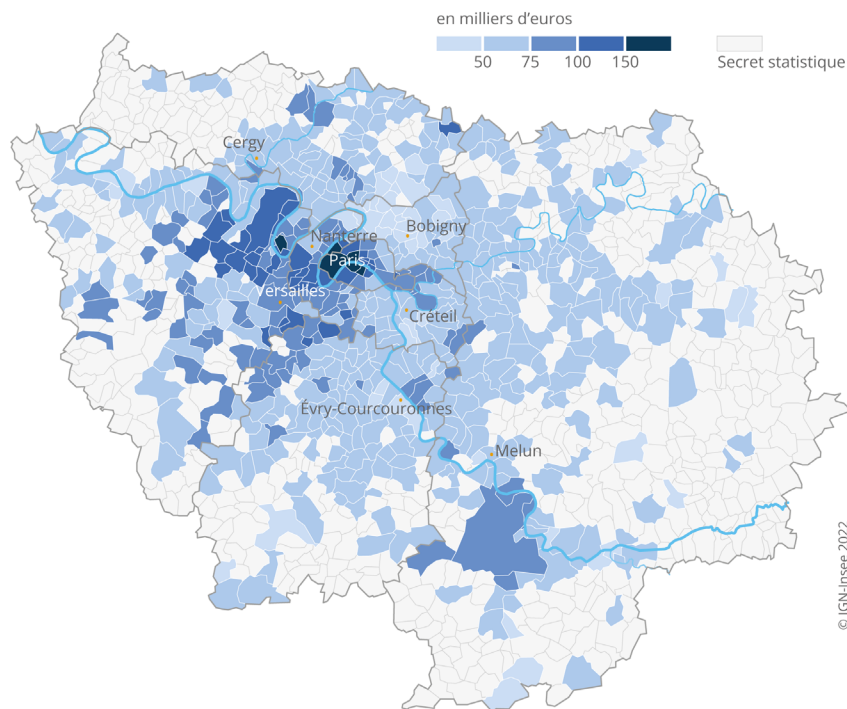 en milliers d’euros
50 75 100 150
Secret statistique
Cergy
Bobigny
Nanterre
Paris
Versailles
Créteil
Évry-Courcouronnes
Melun
© IGN-Insee 2022